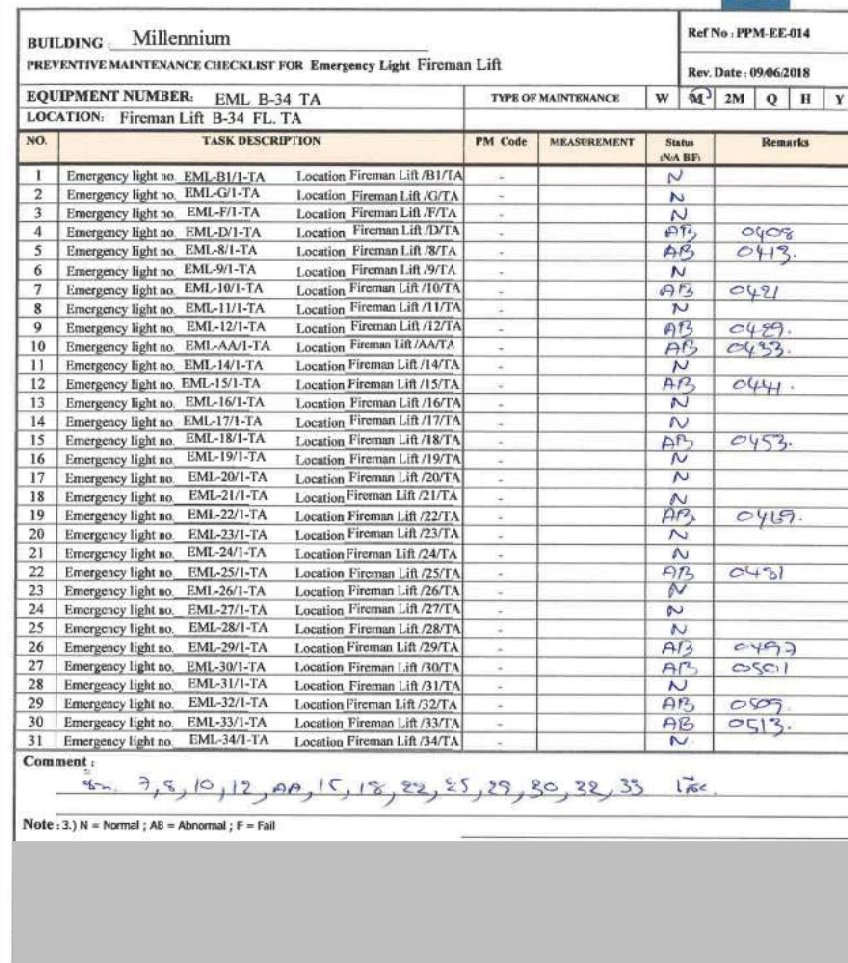 BUILDING : Millennium
Ref No : PPM-EE-014
PREVENTIVE MAINTENANCE CHECKLIST FOR Emergency Light Fireman Lift
Rev. Date : 09/06/2018
EQUIPMENT NUMBER: EML B-34 TA TYPE OF MAINTENANCE W M 2M Q H Y
LOCATION: Fireman Lift B-34 FL. TA
NO. TASK DESCRIPTION PM Code MEASUREMENT Status (N/A BF) Remarks
1 Emergency light no. EML-B1/1-TA Location Fireman Lift /B1/TA - N
2 Emergency light no. EML-G/1-TA Location Fireman Lift /G/TA - N
3 Emergency light no. EML-F/1-TA Location Fireman Lift /F/TA - N
4 Emergency light no. EML-D/1-TA Location Fireman Lift /D/TA - AB 0408
5 Emergency light no. EML-8/1-TA Location Fireman Lift /8/TA - AB 0413.
6 Emergency light no. EML-9/1-TA Location Fireman Lift /9/TA - N
7 Emergency light no. EML-10/1-TA Location Fireman Lift /10/TA - AB 0421
8 Emergency light no. EML-11/1-TA Location Fireman Lift /11/TA - N
9 Emergency light no. EML-12/1-TA Location Fireman Lift /12/TA - AB 0429.
10 Emergency light no. EML-AA/1-TA Location Fireman Lift /AA/TA - AB 0433.
11 Emergency light no. EML-14/1-TA Location Fireman Lift /14/TA - N
12 Emergency light no. EML-15/1-TA Location Fireman Lift /15/TA - AB 0441.
13 Emergency light no. EML-16/1-TA Location Fireman Lift /16/TA - N
14 Emergency light no. EML-17/1-TA Location Fireman Lift /17/TA - N
15 Emergency light no. EML-18/1-TA Location Fireman Lift /18/TA - AB 0453.
16 Emergency light no. EML-19/1-TA Location Fireman Lift /19/TA - N
17 Emergency light no. EML-20/1-TA Location Fireman Lift /20/TA - N
18 Emergency light no. EML-21/1-TA Location Fireman Lift /21/TA - N
19 Emergency light no. EML-22/1-TA Location Fireman Lift /22/TA - AB 0469.
20 Emergency light no. EML-23/1-TA Location Fireman Lift /23/TA - N
21 Emergency light no. EML-24/1-TA Location Fireman Lift /24/TA - N
22 Emergency light no. EML-25/1-TA Location Fireman Lift /25/TA - AB
23 Emergency light no. EML-26/1-TA Location Fireman Lift /26/TA - N
24 Emergency light no. EML-27/1-TA Location Fireman Lift /27/TA - N
25 Emergency light no. EML-28/1-TA Location Fireman Lift /28/TA - N
26 Emergency light no. EML-29/1-TA Location Fireman Lift /29/TA - AB 0497
27 Emergency light no. EML-30/1-TA Location Fireman Lift /30/TA - AB 0501
28 Emergency light no. EML-31/1-TA Location Fireman Lift /31/TA - N
29 Emergency light no. EML-32/1-TA Location Fireman Lift /32/TA - AB 0509.
30 Emergency light no. EML-33/1-TA Location Fireman Lift /33/TA - AB 0513.
31 Emergency light no. EML-34/1-TA Location Fireman Lift /34/TA - N
Comment :
7, 8, 10, 12, AA, 15, 18, 22, 25, 29, 30, 32, 33
Note : 3.) N = Normal ; AB = Abnormal ; F = Fail